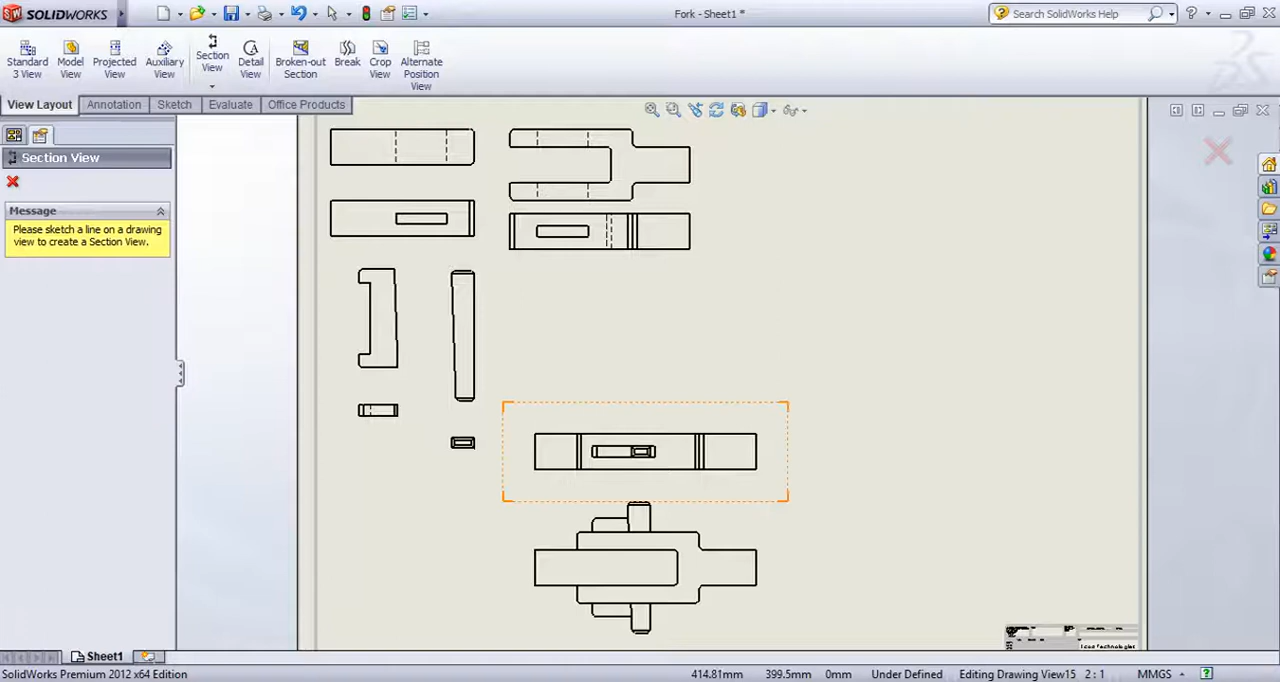 SOLIDWORKS
Fork - Sheet1 *
Search SolidWorks Help
Standard 3 View
Model View
Projected View
Auxiliary View
Section View
Detail View
Broken-out Section
Break
Crop View
Alternate Position View
View Layout
Annotation
Sketch
Evaluate
Office Products
Section View
Message
Please sketch a line on a drawing
view to create a Section View.
Sheet1
SolidWorks Premium 2012 x64 Edition
414.81mm
399.5mm
0mm
Under Defined
Editing Drawing View15
2 : 1
MMGS